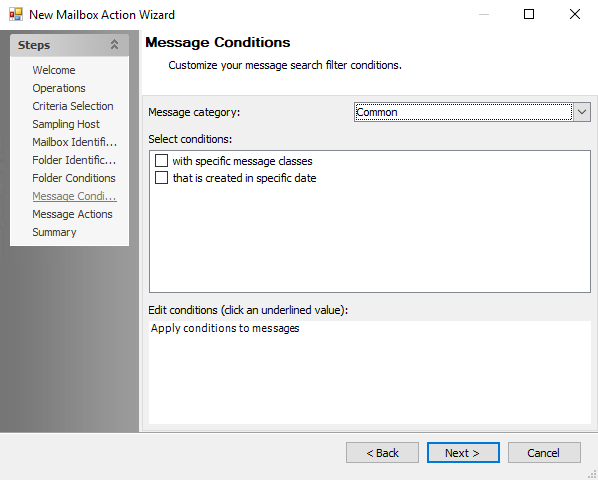 New Mailbox Action Wizard
Steps
Welcome
Operations
Criteria Selection
Sampling Host
Mailbox Identifi...
Folder Identific...
Folder Conditions
Message Condi...
Message Actions
Summary
Message Conditions
Customize your message search filter conditions.
Message category:
Common
Select conditions:
with specific message classes
that is created in specific date
Edit conditions (click an underlined value):
Apply conditions to messages
< Back
Next >
Cancel